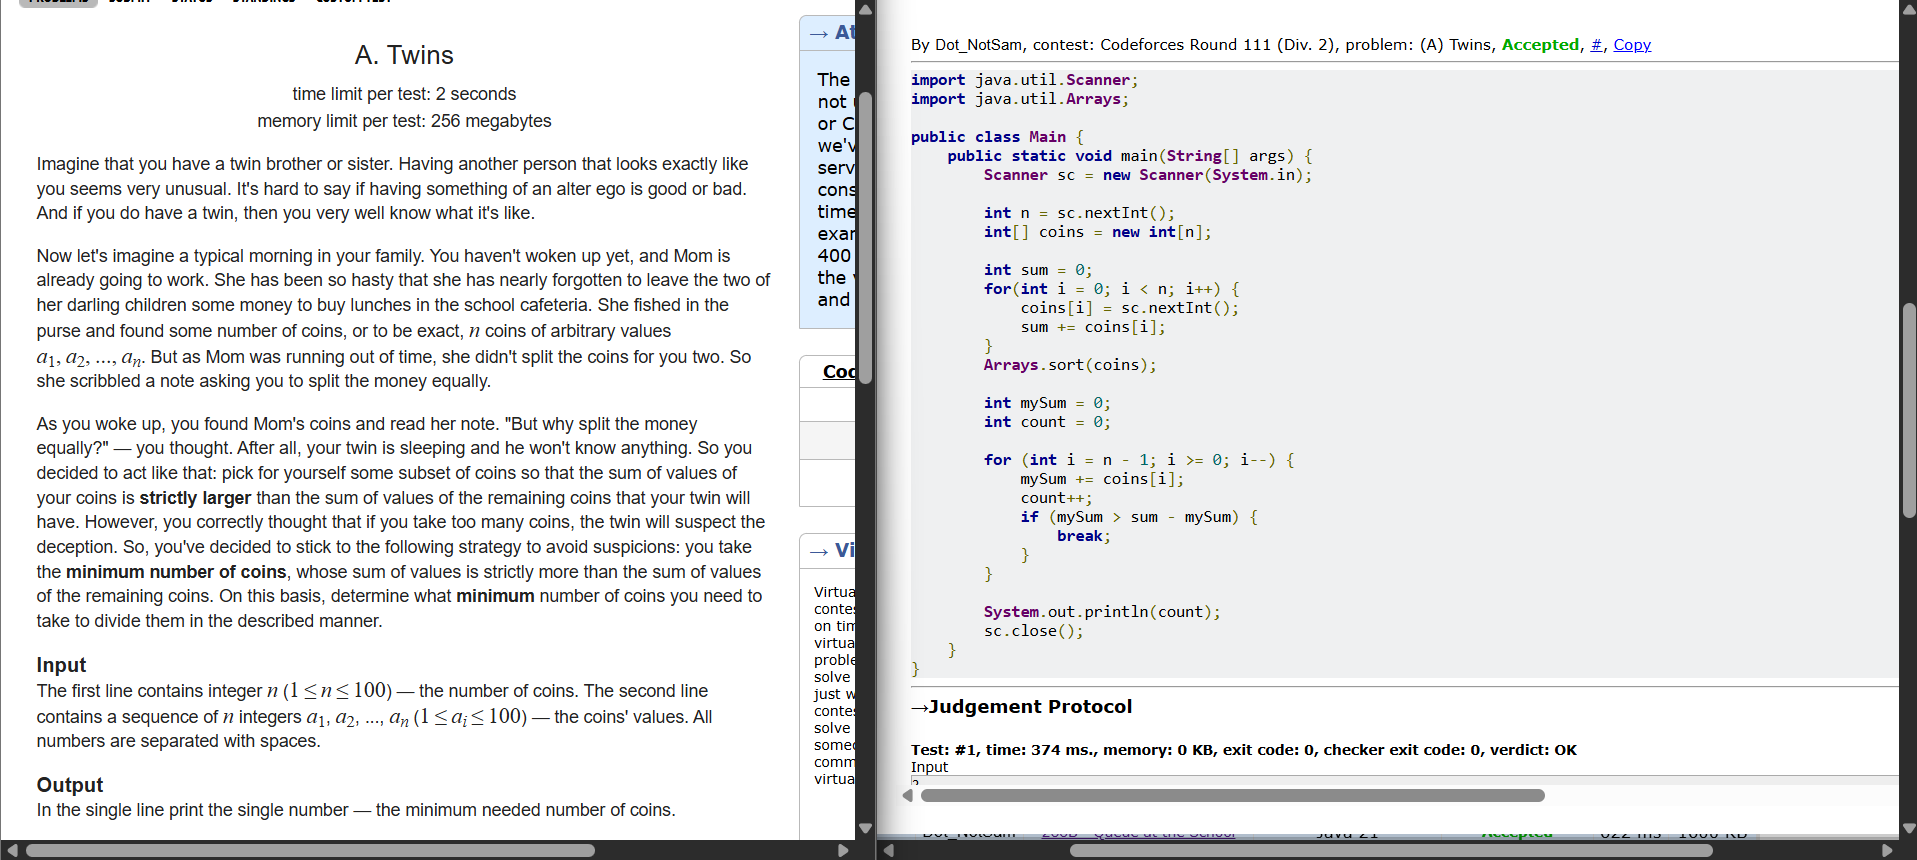 A. Twins
time limit per test: 2 seconds
memory limit per test: 256 megabytes
Imagine that you have a twin brother or sister. Having another person that looks exactly like
you seems very unusual. It's hard to say if having something of an alter ego is good or bad.
And if you do have a twin, then you very well know what it's like.
Now let's imagine a typical morning in your family. You haven't woken up yet, and Mom is
already going to work. She has been so hasty that she has nearly forgotten to leave the two of
her darling children some money to buy lunches in the school cafeteria. She fished in the
purse and found some number of coins, or to be exact, n coins of arbitrary values
a1, a2, ..., an. But as Mom was running out of time, she didn't split the coins for you two. So
she scribbled a note asking you to split the money equally.
As you woke up, you found Mom's coins and read her note. "But why split the money
equally?" — you thought. After all, your twin is sleeping and he won't know anything. So you
decided to act like that: pick for yourself some subset of coins so that the sum of values of
your coins is strictly larger than the sum of values of the remaining coins that your twin will
have. However, you correctly thought that if you take too many coins, the twin will suspect the
deception. So, you've decided to stick to the following strategy to avoid suspicions: you take
the minimum number of coins, whose sum of values is strictly more than the sum of values
of the remaining coins. On this basis, determine what minimum number of coins you need to
take to divide them in the described manner.
Input
The first line contains integer n (1 ≤ n ≤ 100) — the number of coins. The second line
contains a sequence of n integers a1, a2, ..., an (1 ≤ ai ≤ 100) — the coins' values. All
numbers are separated with spaces.
Output
In the single line print the single number — the minimum needed number of coins.
→ At
The
not
or C
we'v
serv
cons
time
exar
400
the
and
Cod
→ Vi
Virtua
contes
on tim
virtua
proble
solve
just w
contes
solve
someo
comm
virtua
By Dot_NotSam, contest: Codeforces Round 111 (Div. 2), problem: (A) Twins, Accepted, #, Copy
import java.util.Scanner;
import java.util.Arrays;
public class Main {
public static void main(String[] args) {
Scanner sc = new Scanner(System.in);
int n = sc.nextInt();
int[] coins = new int[n];
int sum = 0;
for(int i = 0; i < n; i++) {
coins[i] = sc.nextInt();
sum += coins[i];
}
Arrays.sort(coins);
int mySum = 0;
int count = 0;
for (int i = n - 1; i >= 0; i--) {
mySum += coins[i];
count++;
if (mySum > sum - mySum) {
break;
}
}
System.out.println(count);
sc.close();
}
}
→Judgement Protocol
Test: #1, time: 374 ms., memory: 0 KB, exit code: 0, checker exit code: 0, verdict: OK
Input